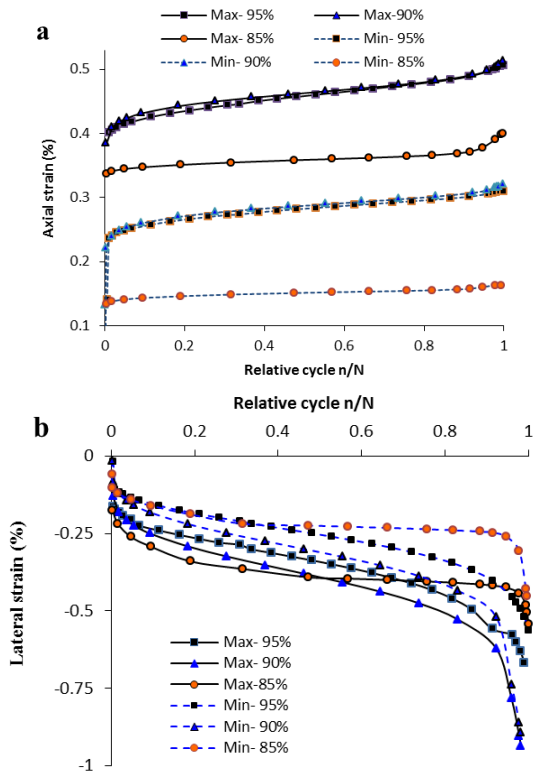 a
Max- 95%
Max-90%
Max- 85%
Min- 95%
Min- 90%
Min- 85%
Axial strain (%)
0.5
0.4
0.3
0.2
0.1
0 0.2 0.4 0.6 0.8 1
Relative cycle n/N
b
Relative cycle n/N
0 0.2 0.4 0.6 0.8 1
Lateral strain (%)
0
-0.25
-0.5
-0.75
-1
Max- 95%
Max- 90%
Max-85%
Min- 95%
Min- 90%
Min- 85%